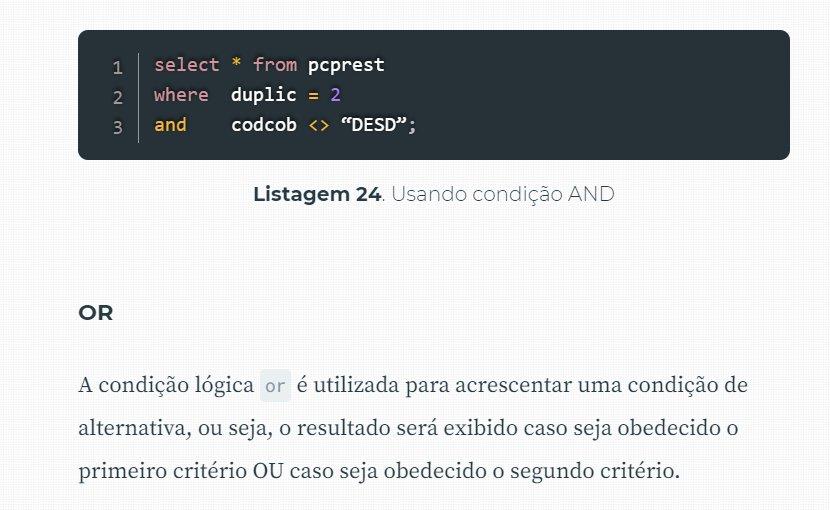 1 select * from pcprest
2 where  duplic = 2
3 and    codcob <> “DESD”;
Listagem 24. Usando condição AND
OR
A condição lógica or é utilizada para acrescentar uma condição de
alternativa, ou seja, o resultado será exibido caso seja obedecido o
primeiro critério OU caso seja obedecido o segundo critério.